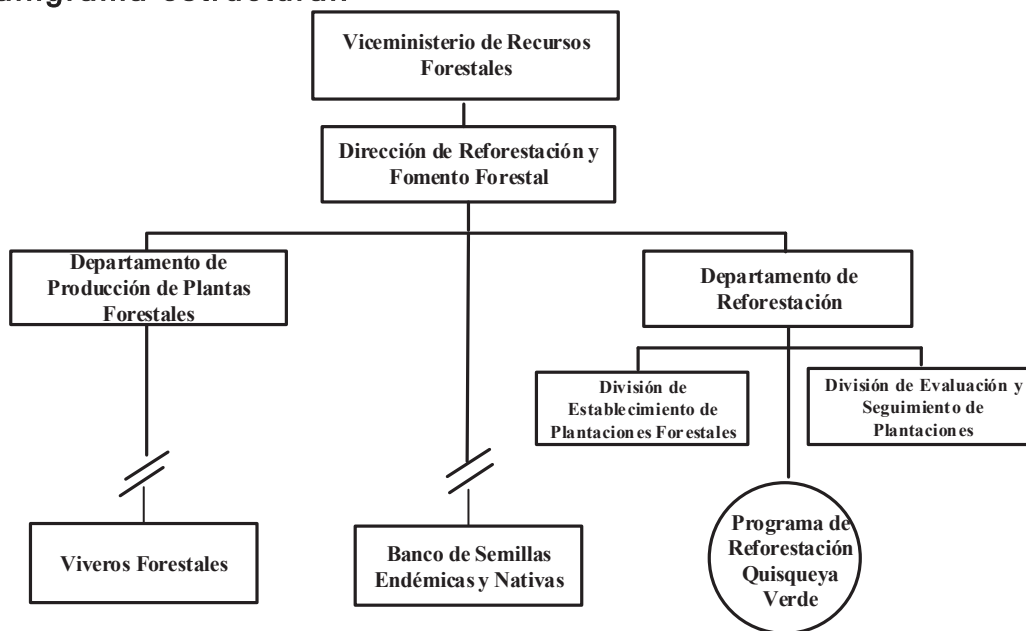 Viceministerio de Recursos
Forestales
Dirección de Reforestación y
Fomento Forestal
Departamento de
Producción de Plantas
Forestales
Departamento de
Reforestación
División de
Establecimiento de
Plantaciones Forestales
División de Evaluación y
Seguimiento de
Plantaciones
Viveros Forestales
Banco de Semillas
Endémicas y Nativas
Programa de
Reforestación
Quisqueya
Verde